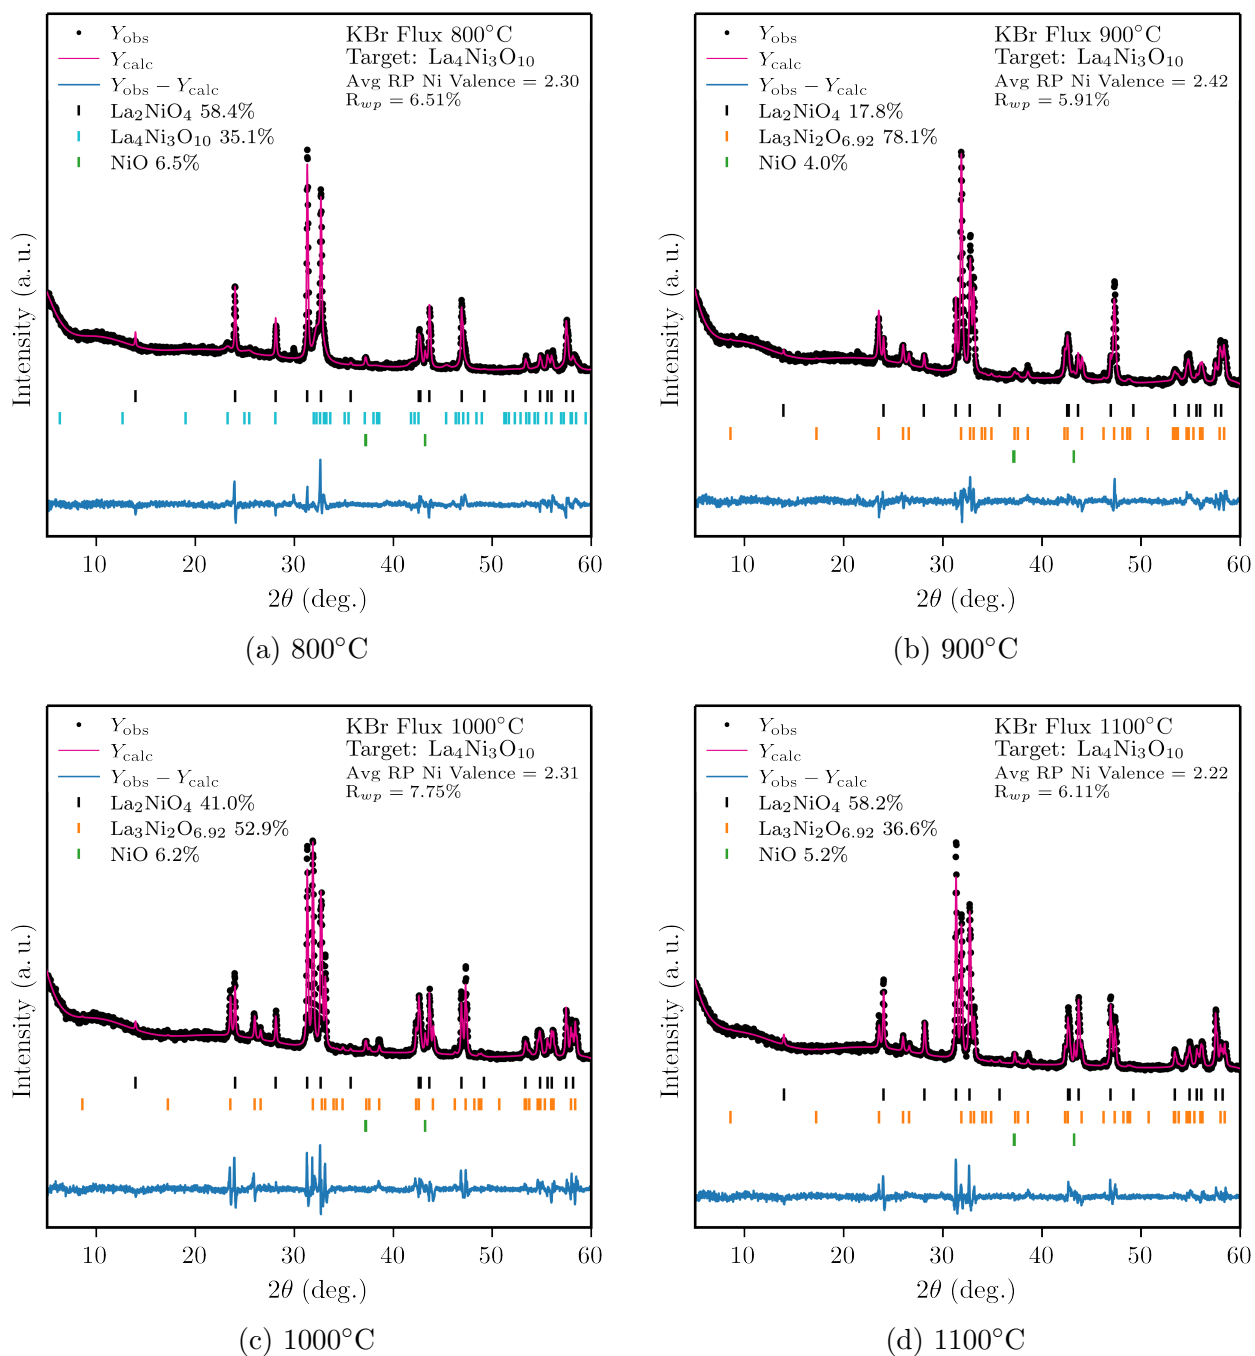 Y_obs
Y_calc
Y_obs − Y_calc
La₂NiO₄ 58.4%
La₄Ni₃O₁₀ 35.1%
NiO 6.5%
KBr Flux 800°C
Target: La₄Ni₃O₁₀
Avg RP Ni Valence = 2.30
R_wp = 6.51%
Intensity (a. u.)
10 20 30 40 50 60
2θ (deg.)
(a) 800°C
Y_obs
Y_calc
Y_obs − Y_calc
La₂NiO₄ 17.8%
La₃Ni₂O₆.₉₂ 78.1%
NiO 4.0%
KBr Flux 900°C
Target: La₄Ni₃O₁₀
Avg RP Ni Valence = 2.42
R_wp = 5.91%
Intensity (a. u.)
10 20 30 40 50 60
2θ (deg.)
(b) 900°C
Y_obs
Y_calc
Y_obs − Y_calc
La₂NiO₄ 41.0%
La₃Ni₂O₆.₉₂ 52.9%
NiO 6.2%
KBr Flux 1000°C
Target: La₄Ni₃O₁₀
Avg RP Ni Valence = 2.31
R_wp = 7.75%
Intensity (a. u.)
10 20 30 40 50 60
2θ (deg.)
(c) 1000°C
Y_obs
Y_calc
Y_obs − Y_calc
La₂NiO₄ 58.2%
La₃Ni₂O₆.₉₂ 36.6%
NiO 5.2%
KBr Flux 1100°C
Target: La₄Ni₃O₁₀
Avg RP Ni Valence = 2.22
R_wp = 6.11%
Intensity (a. u.)
10 20 30 40 50 60
2θ (deg.)
(d) 1100°C